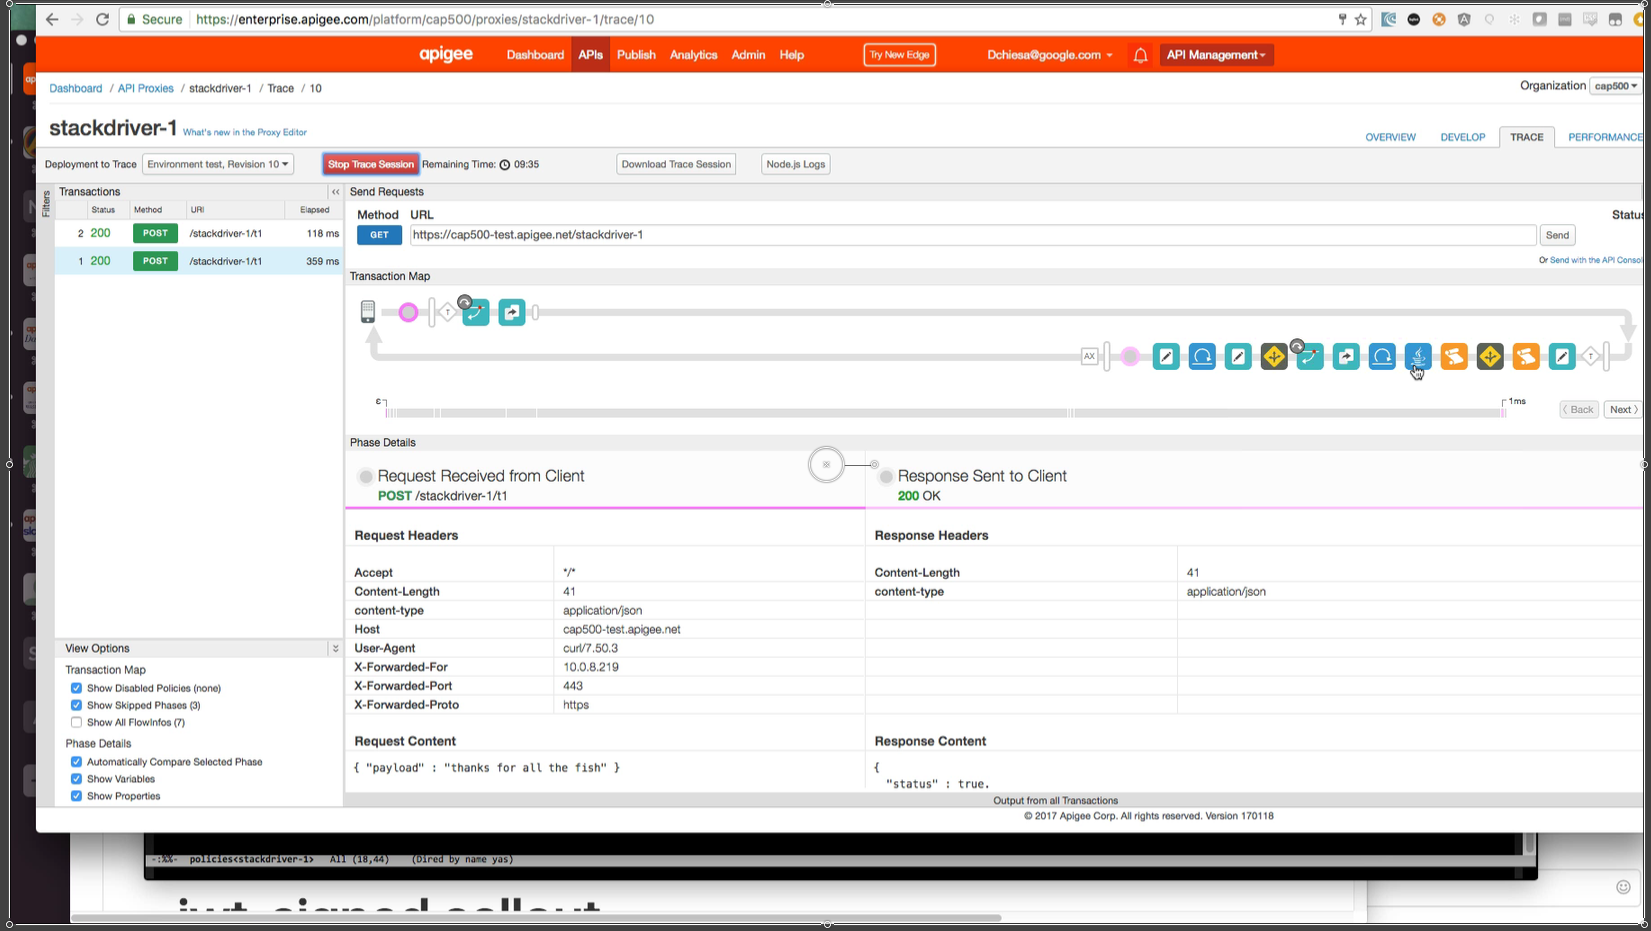 Secure https://enterprise.apigee.com/platform/cap500/proxies/stackdriver-1/trace/10
apigee Dashboard APIs Publish Analytics Admin Help Try New Edge Dchiesa@google.com API Management
Dashboard / API Proxies / stackdriver-1 / Trace / 10 Organization cap500
stackdriver-1 What's new in the Proxy Editor
OVERVIEW DEVELOP TRACE PERFORMANCE
Deployment to Trace Environment test, Revision 10 Stop Trace Session Remaining Time: 09:35 Download Trace Session Node.js Logs
Filters
Transactions
Status Method URI Elapsed
2 200 POST /stackdriver-1/t1 118 ms
1 200 POST /stackdriver-1/t1 359 ms
Send Requests
Method URL Status
GET https://cap500-test.apigee.net/stackdriver-1 Send
Or Send with the API Consol
Transaction Map
T
AX T
ε 1ms
Back Next
Phase Details
Request Received from Client
POST /stackdriver-1/t1
Response Sent to Client
200 OK
Request Headers
Accept */*
Content-Length 41
content-type application/json
Host cap500-test.apigee.net
User-Agent curl/7.50.3
X-Forwarded-For 10.0.8.219
X-Forwarded-Port 443
X-Forwarded-Proto https
Response Headers
Content-Length 41
content-type application/json
Request Content
{ "payload" : "thanks for all the fish" }
Response Content
{
"status" : true.
View Options
Transaction Map
Show Disabled Policies (none)
Show Skipped Phases (3)
Show All FlowInfos (7)
Phase Details
Automatically Compare Selected Phase
Show Variables
Show Properties
Output from all Transactions
© 2017 Apigee Corp. All rights reserved. Version 170118
-:%%- policies<stackdriver-1> All (18,44) (Dired by name yas)